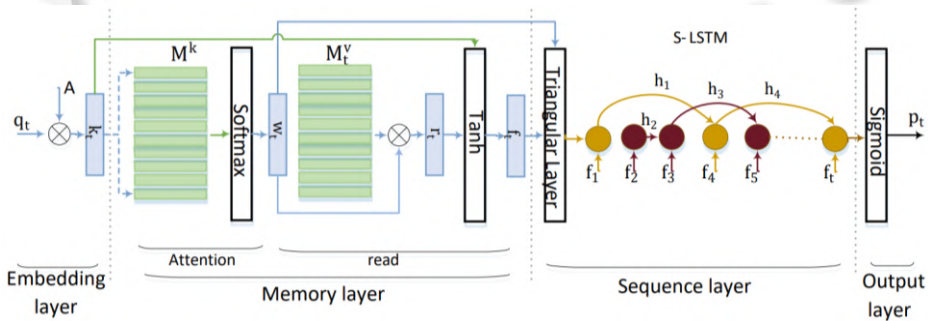 S-LSTM
M^k
M_t^v
A
q_t
k_t
Softmax
w_t
r_t
Tanh
f_t
Triangular Layer
h_1
h_2
h_3
h_4
f_1
f_2
f_3
f_4
f_5
f_t
Sigmoid
p_t
Attention
read
Embedding layer
Memory layer
Sequence layer
Output layer